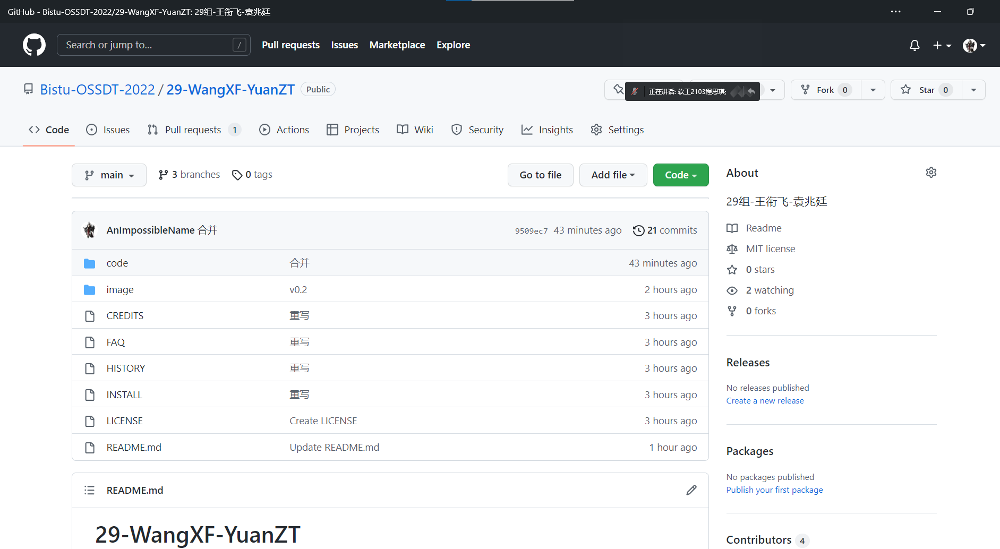 GitHub - Bistu-OSSDT-2022/29-WangXF-YuanZT: 29组-王衔飞-袁兆廷
Search or jump to... /
Pull requests Issues Marketplace Explore
Bistu-OSSDT-2022 / 29-WangXF-YuanZT Public
正在讲话: 软工2103程思琪;
Fork 0
Star 0
Code Issues Pull requests 1 Actions Projects Wiki Security Insights Settings
main 3 branches 0 tags
Go to file Add file Code
AnImpossibleName 合并 9509ec7 43 minutes ago 21 commits
code 合并 43 minutes ago
image v0.2 2 hours ago
CREDITS 重写 3 hours ago
FAQ 重写 3 hours ago
HISTORY 重写 3 hours ago
INSTALL 重写 3 hours ago
LICENSE Create LICENSE 3 hours ago
README.md Update README.md 1 hour ago
README.md
29-WangXF-YuanZT
About
29组-王衔飞-袁兆廷
Readme
MIT license
0 stars
2 watching
0 forks
Releases
No releases published
Create a new release
Packages
No packages published
Publish your first package
Contributors 4